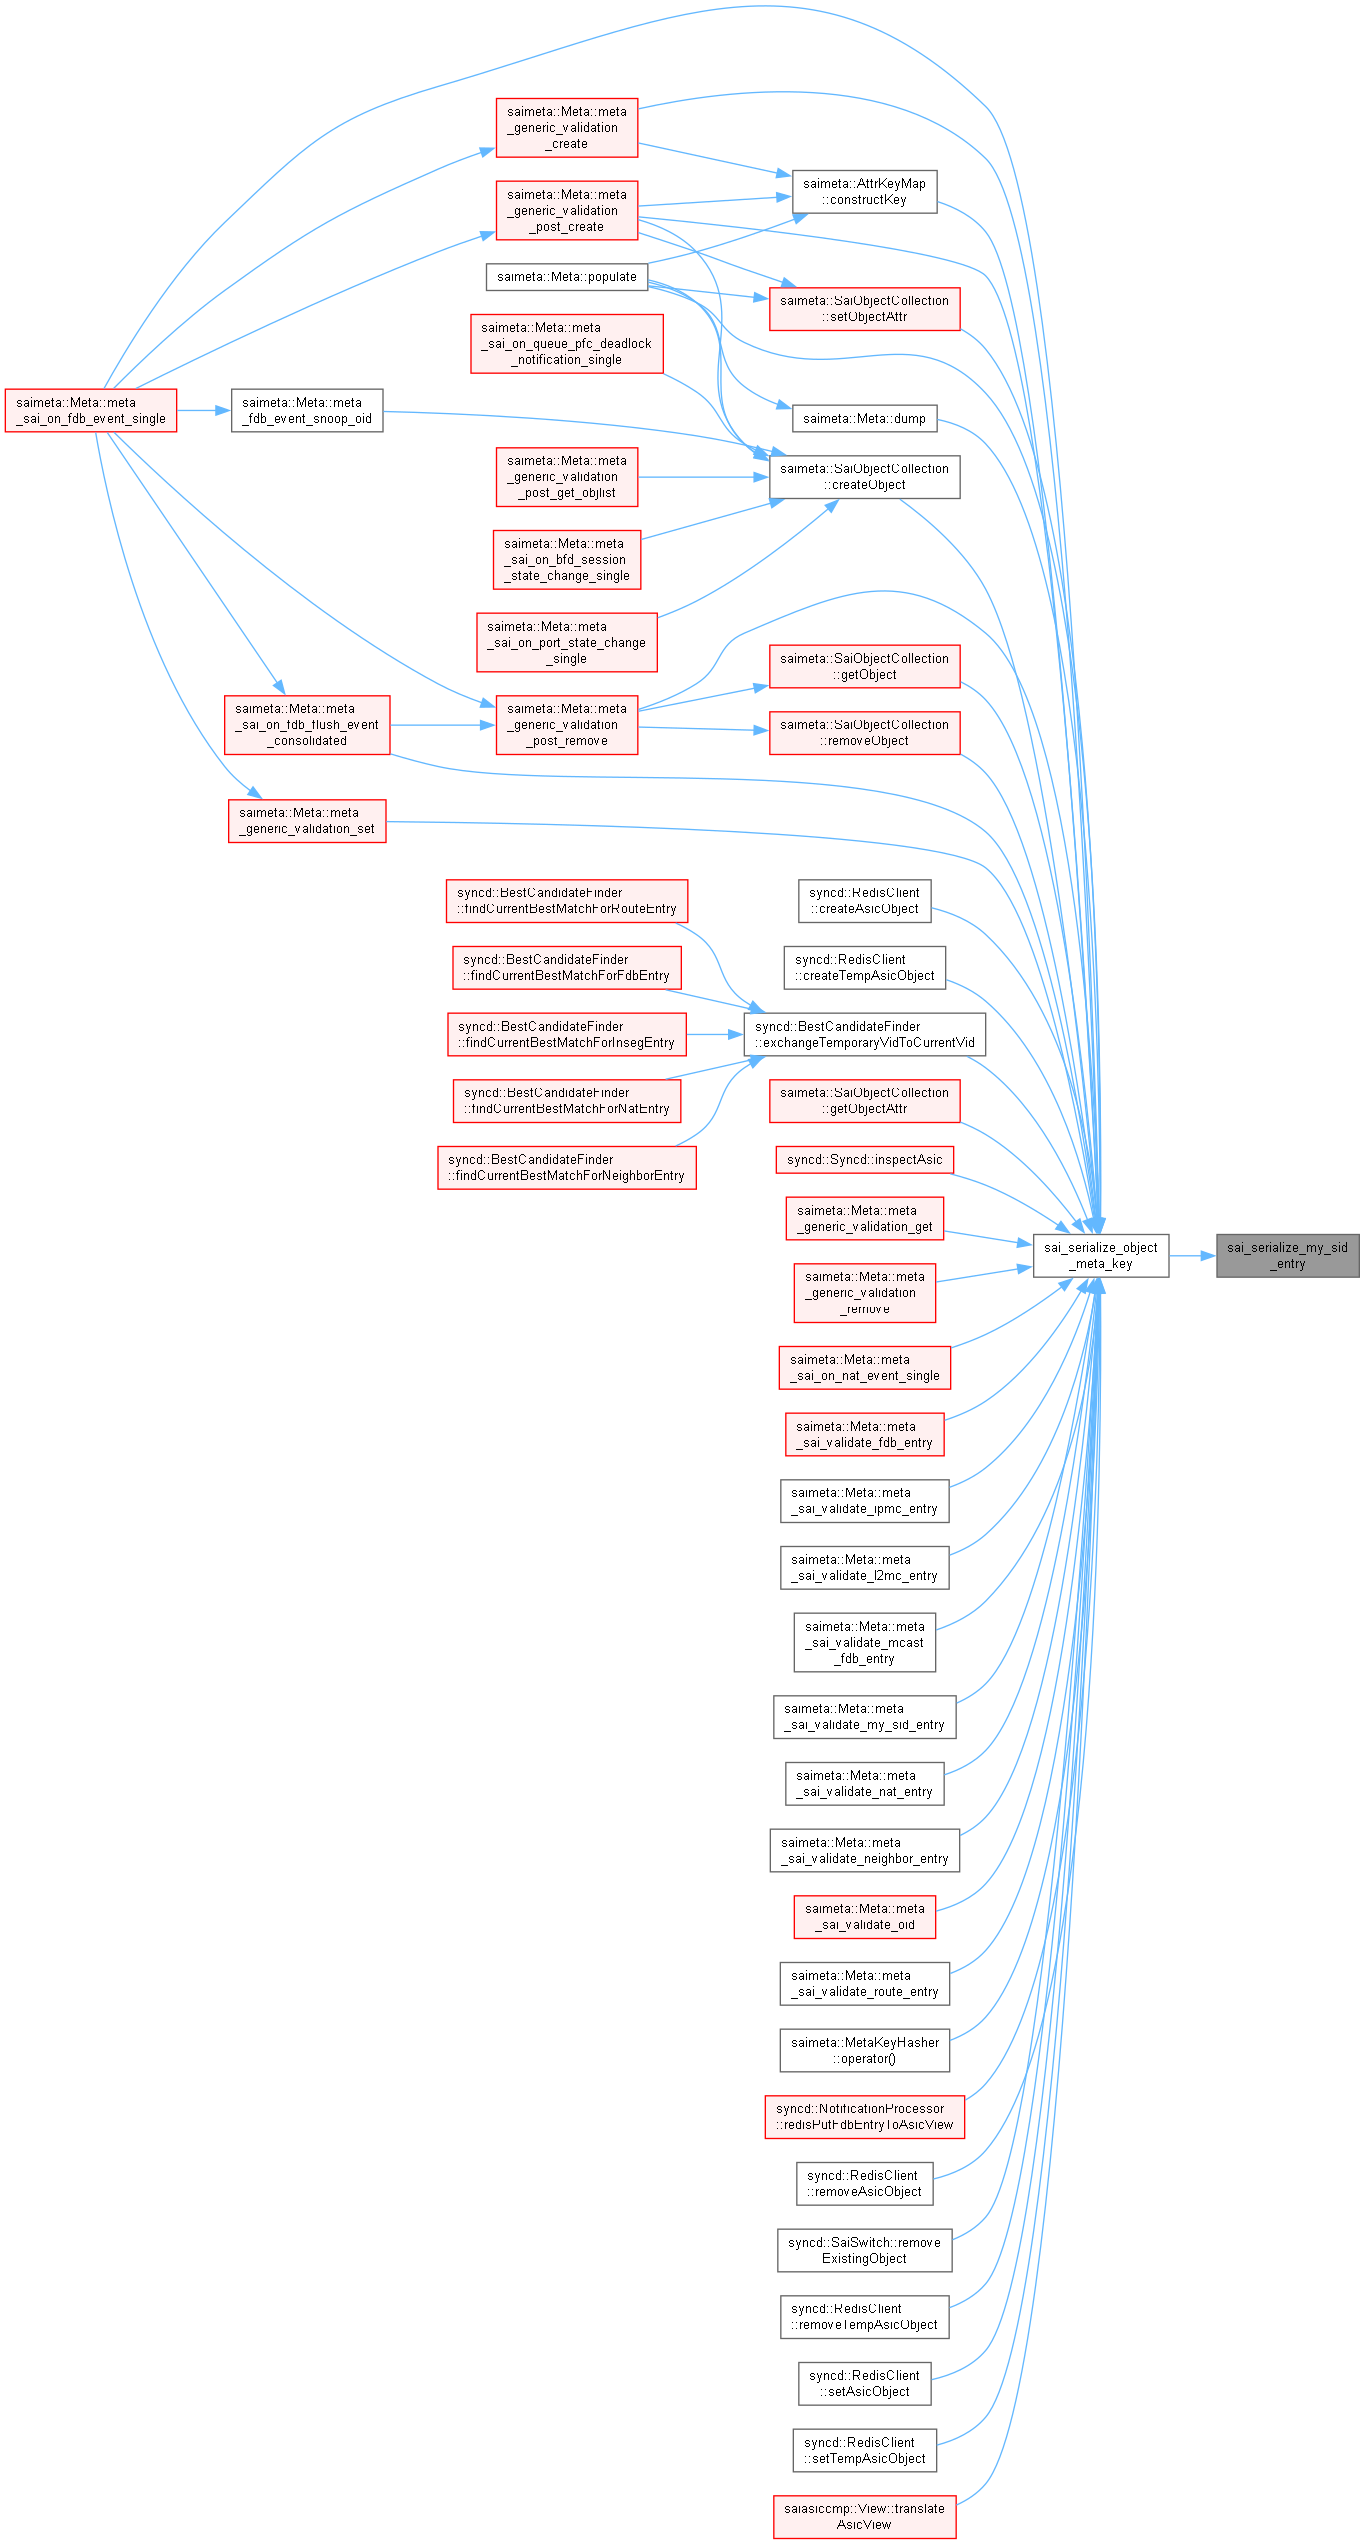 saimeta::Meta::meta
_generic_validation
_create
saimeta::AttrKeyMap
::constructKey
saimeta::Meta::meta
_generic_validation
_post_create
saimeta::Meta::populate
saimeta::SaiObjectCollection
::setObjectAttr
saimeta::Meta::meta
_sai_on_queue_pfc_deadlock
_notification_single
saimeta::Meta::meta
_sai_on_fdb_event_single
saimeta::Meta::meta
_fdb_event_snoop_oid
saimeta::Meta::dump
saimeta::Meta::meta
_generic_validation
_post_get_objlist
saimeta::SaiObjectCollection
::createObject
saimeta::Meta::meta
_sai_on_bfd_session
_state_change_single
saimeta::Meta::meta
_sai_on_port_state_change
_single
saimeta::SaiObjectCollection
::getObject
saimeta::Meta::meta
_sai_on_fdb_flush_event
_consolidated
saimeta::Meta::meta
_generic_validation
_post_remove
saimeta::SaiObjectCollection
::removeObject
saimeta::Meta::meta
_generic_validation_set
syncd::BestCandidateFinder
::findCurrentBestMatchForRouteEntry
syncd::RedisClient
::createAsicObject
syncd::BestCandidateFinder
::findCurrentBestMatchForFdbEntry
syncd::RedisClient
::createTempAsicObject
syncd::BestCandidateFinder
::findCurrentBestMatchForInsegEntry
syncd::BestCandidateFinder
::exchangeTemporaryVidToCurrentVid
syncd::BestCandidateFinder
::findCurrentBestMatchForNatEntry
saimeta::SaiObjectCollection
::getObjectAttr
syncd::BestCandidateFinder
::findCurrentBestMatchForNeighborEntry
syncd::Syncd::inspectAsic
saimeta::Meta::meta
_generic_validation_get
sai_serialize_object
_meta_key
sai_serialize_my_sid
_entry
saimeta::Meta::meta
_generic_validation
_remove
saimeta::Meta::meta
_sai_on_nat_event_single
saimeta::Meta::meta
_sai_validate_fdb_entry
saimeta::Meta::meta
_sai_validate_ipmc_entry
saimeta::Meta::meta
_sai_validate_l2mc_entry
saimeta::Meta::meta
_sai_validate_mcast
_fdb_entry
saimeta::Meta::meta
_sai_validate_my_sid_entry
saimeta::Meta::meta
_sai_validate_nat_entry
saimeta::Meta::meta
_sai_validate_neighbor_entry
saimeta::Meta::meta
_sai_validate_oid
saimeta::Meta::meta
_sai_validate_route_entry
saimeta::MetaKeyHasher
::operator()
syncd::NotificationProcessor
::redisPutFdbEntryToAsicView
syncd::RedisClient
::removeAsicObject
syncd::SaiSwitch::remove
ExistingObject
syncd::RedisClient
::removeTempAsicObject
syncd::RedisClient
::setAsicObject
syncd::RedisClient
::setTempAsicObject
saiasiccmp::View::translate
AsicView